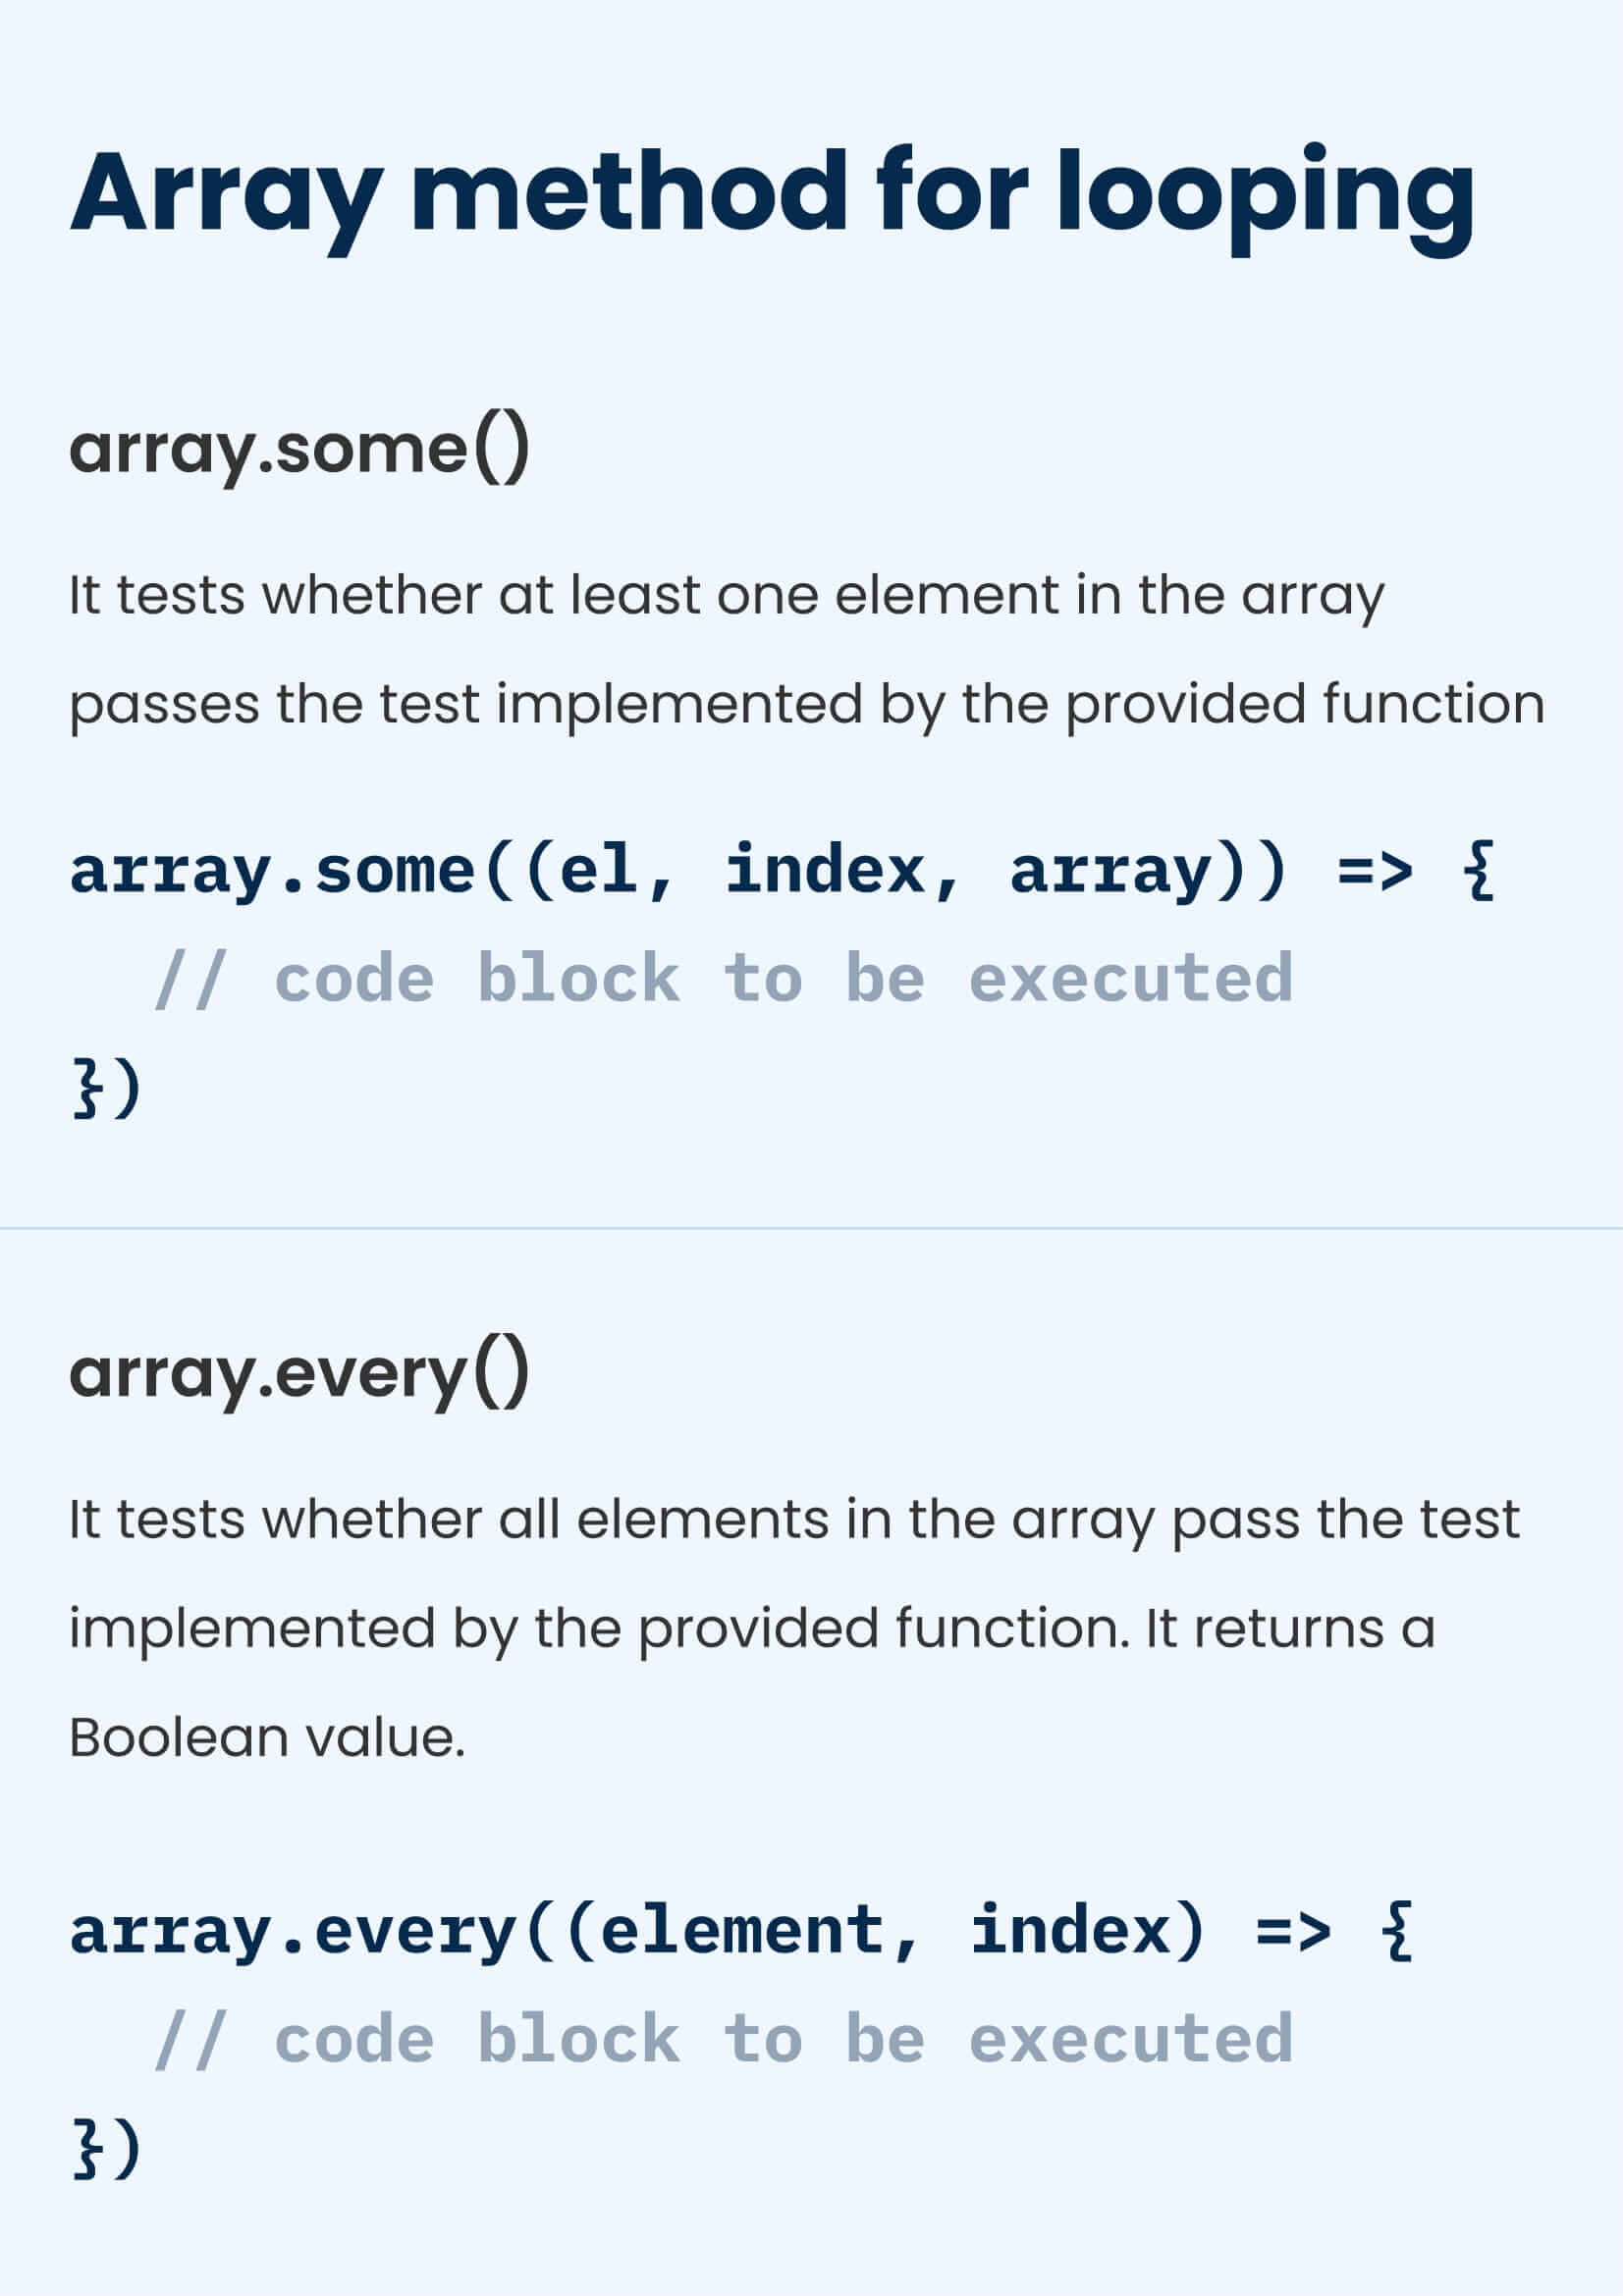 Array method for looping
array.some()
It tests whether at least one element in the array
passes the test implemented by the provided function
array.some((el, index, array)) => {
  // code block to be executed
})
array.every()
It tests whether all elements in the array pass the test
implemented by the provided function. It returns a
Boolean value.
array.every((element, index) => {
  // code block to be executed
})